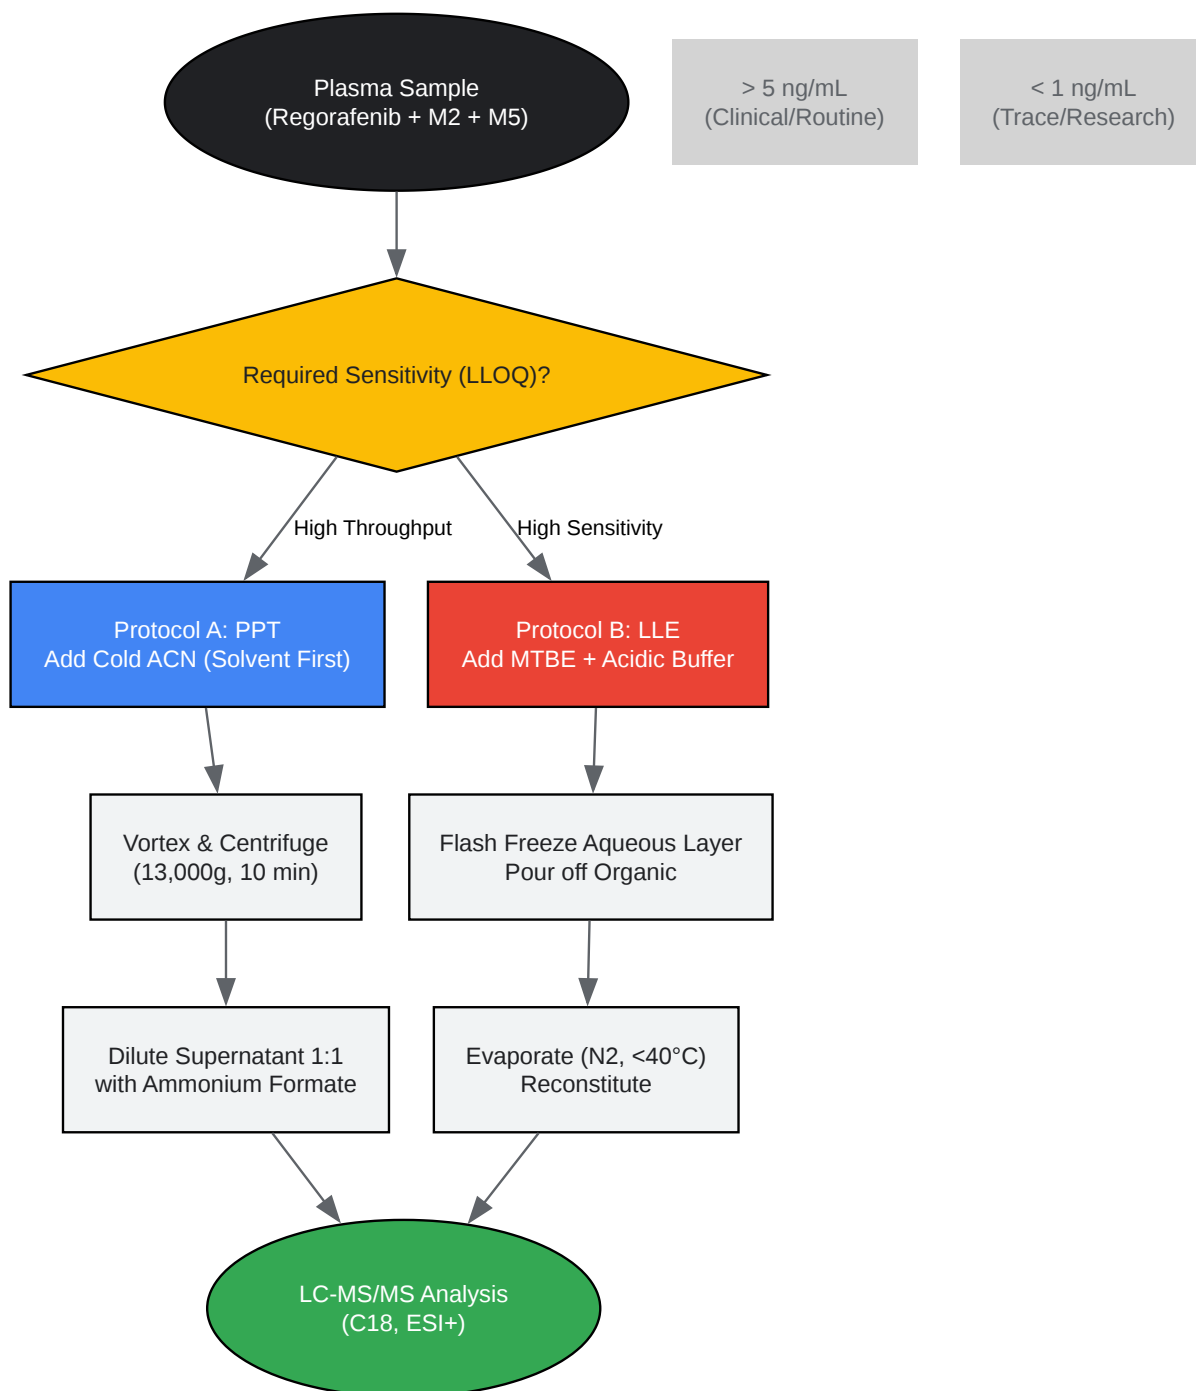 Plasma Sample
(Regorafenib + M2 + M5)
> 5 ng/mL
(Clinical/Routine)
< 1 ng/mL
(Trace/Research)
Required Sensitivity (LLOQ)?
High Throughput
High Sensitivity
Protocol A: PPT
Add Cold ACN (Solvent First)
Protocol B: LLE
Add MTBE + Acidic Buffer
Vortex & Centrifuge
(13,000g, 10 min)
Flash Freeze Aqueous Layer
Pour off Organic
Dilute Supernatant 1:1
with Ammonium Formate
Evaporate (N2, <40°C)
Reconstitute
LC-MS/MS Analysis
(C18, ESI+)